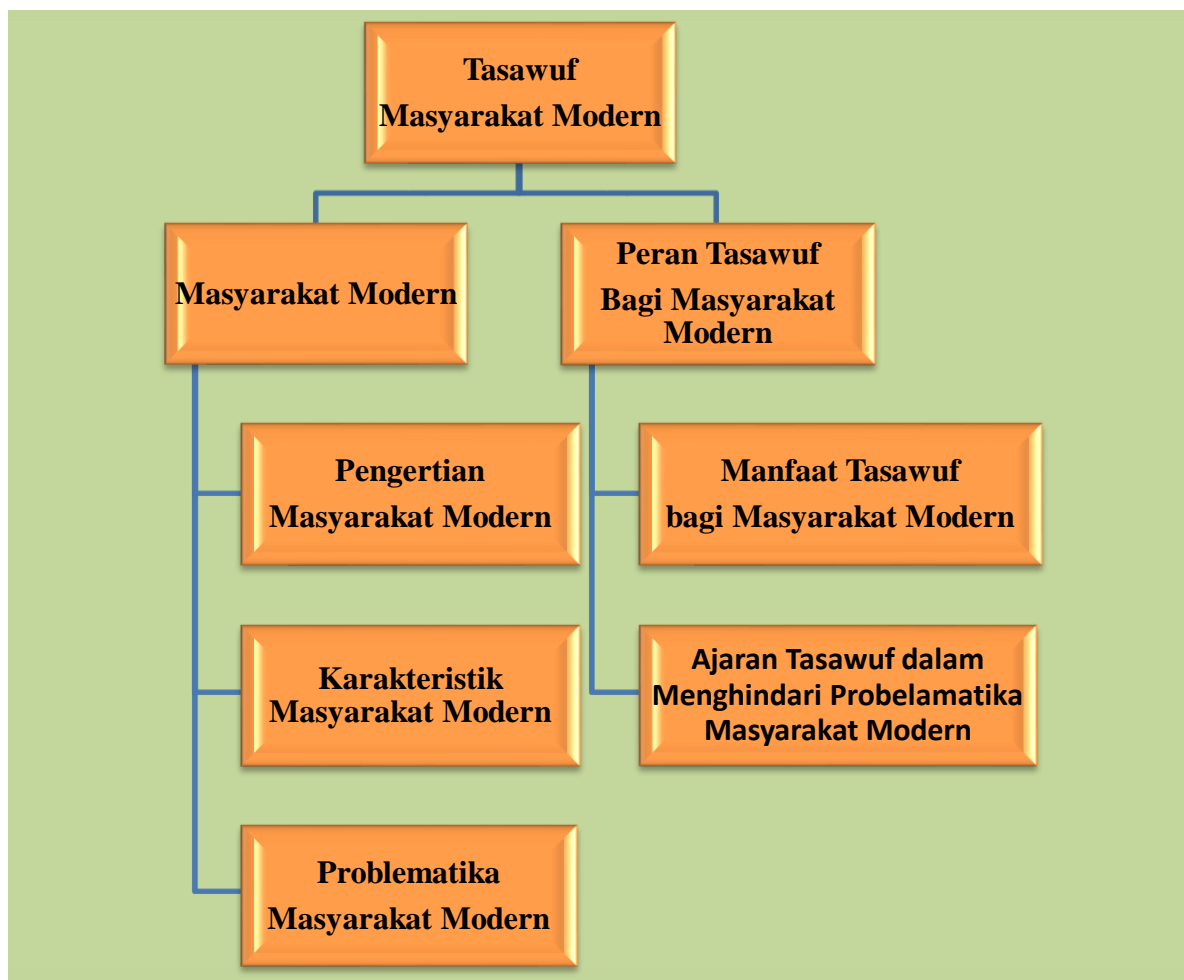 Tasawuf
Masyarakat Modern
Masyarakat Modern
Peran Tasawuf
Bagi Masyarakat
Modern
Pengertian
Masyarakat Modern
Manfaat Tasawuf
bagi Masyarakat Modern
Karakteristik
Masyarakat Modern
Ajaran Tasawuf dalam
Menghindari Probelamatika
Masyarakat Modern
Problematika
Masyarakat Modern